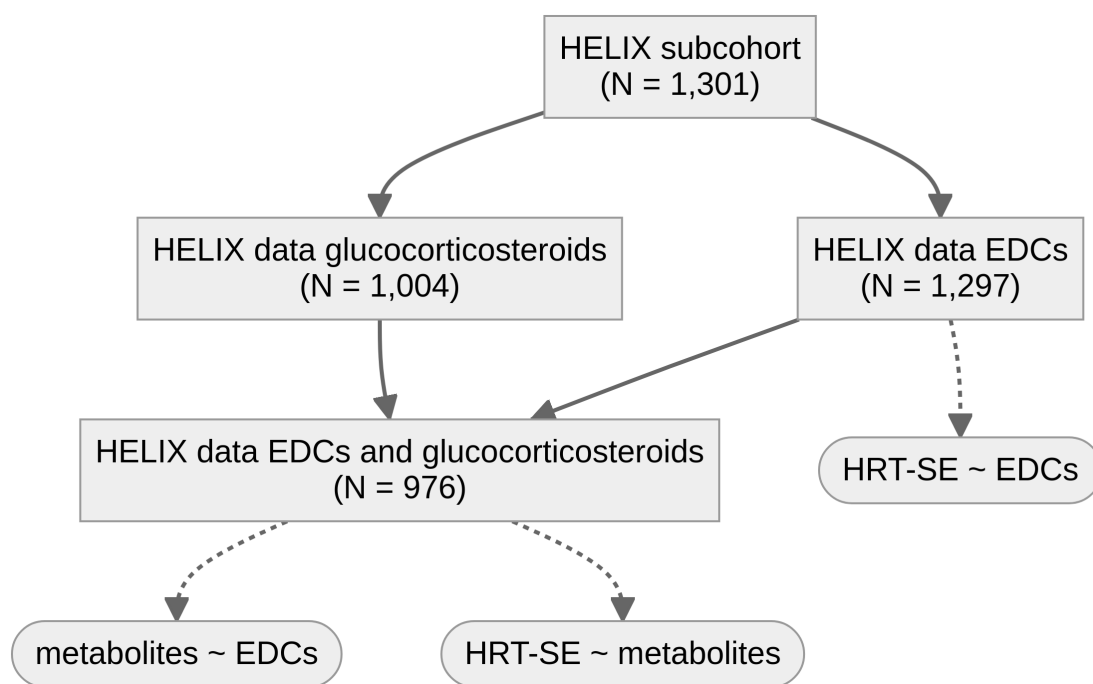 HELIX subcohort
(N = 1,301)
HELIX data glucocorticosteroids
(N = 1,004)
HELIX data EDCs
(N = 1,297)
HELIX data EDCs and glucocorticosteroids
(N = 976)
HRT-SE ~ EDCs
metabolites ~ EDCs
HRT-SE ~ metabolites